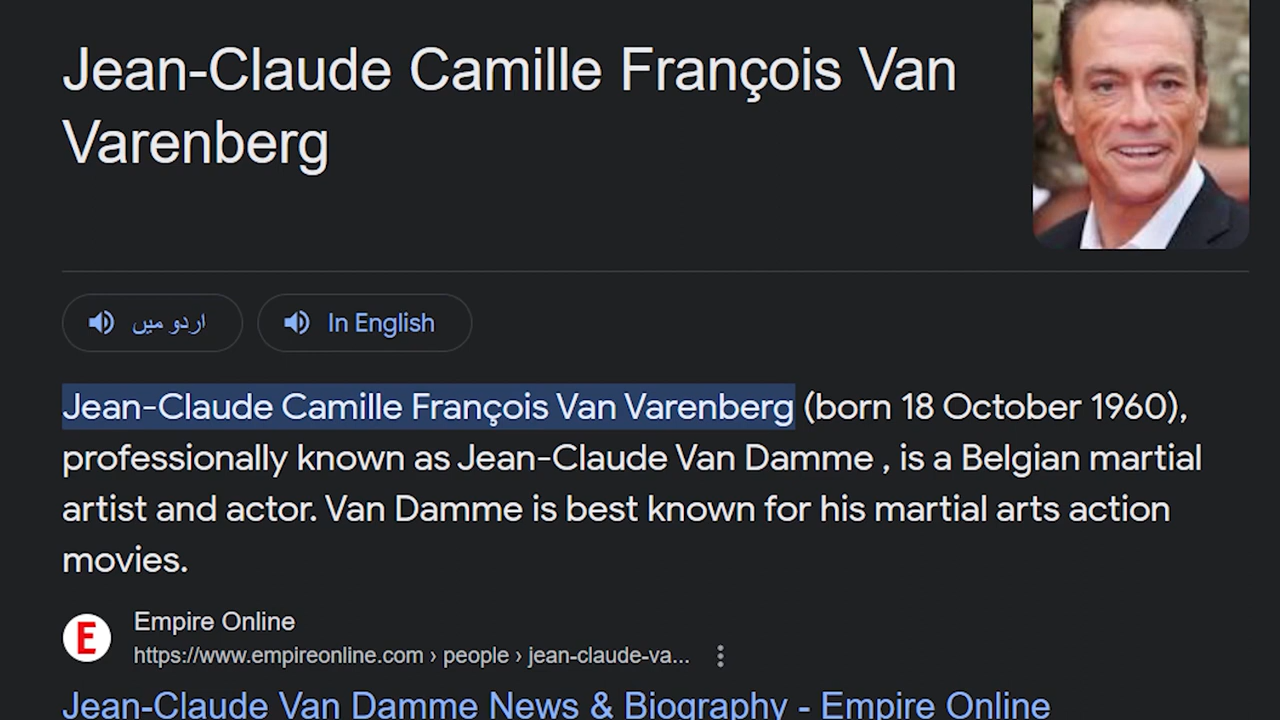 Jean-Claude Camille François Van
Varenberg
اردو میں
In English
Jean-Claude Camille François Van Varenberg (born 18 October 1960),
professionally known as Jean-Claude Van Damme , is a Belgian martial
artist and actor. Van Damme is best known for his martial arts action
movies.
E
Empire Online
https://www.empireonline.com › people › jean-claude-va...
Jean-Claude Van Damme News & Biography - Empire Online